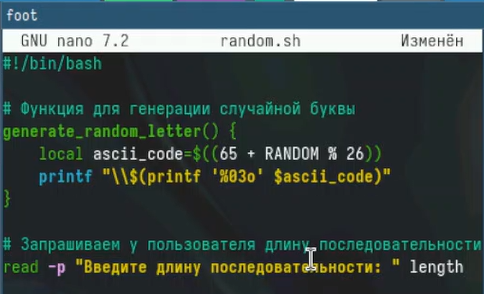 foot
GNU nano 7.2 random.sh Изменён
#!/bin/bash
# Функция для генерации случайной буквы
generate_random_letter() {
local ascii_code=$((65 + RANDOM % 26))
printf "\\$(printf '%03o' $ascii_code)"
}
# Запрашиваем у пользователя длину последовательности
read -p "Введите длину последовательности: " length